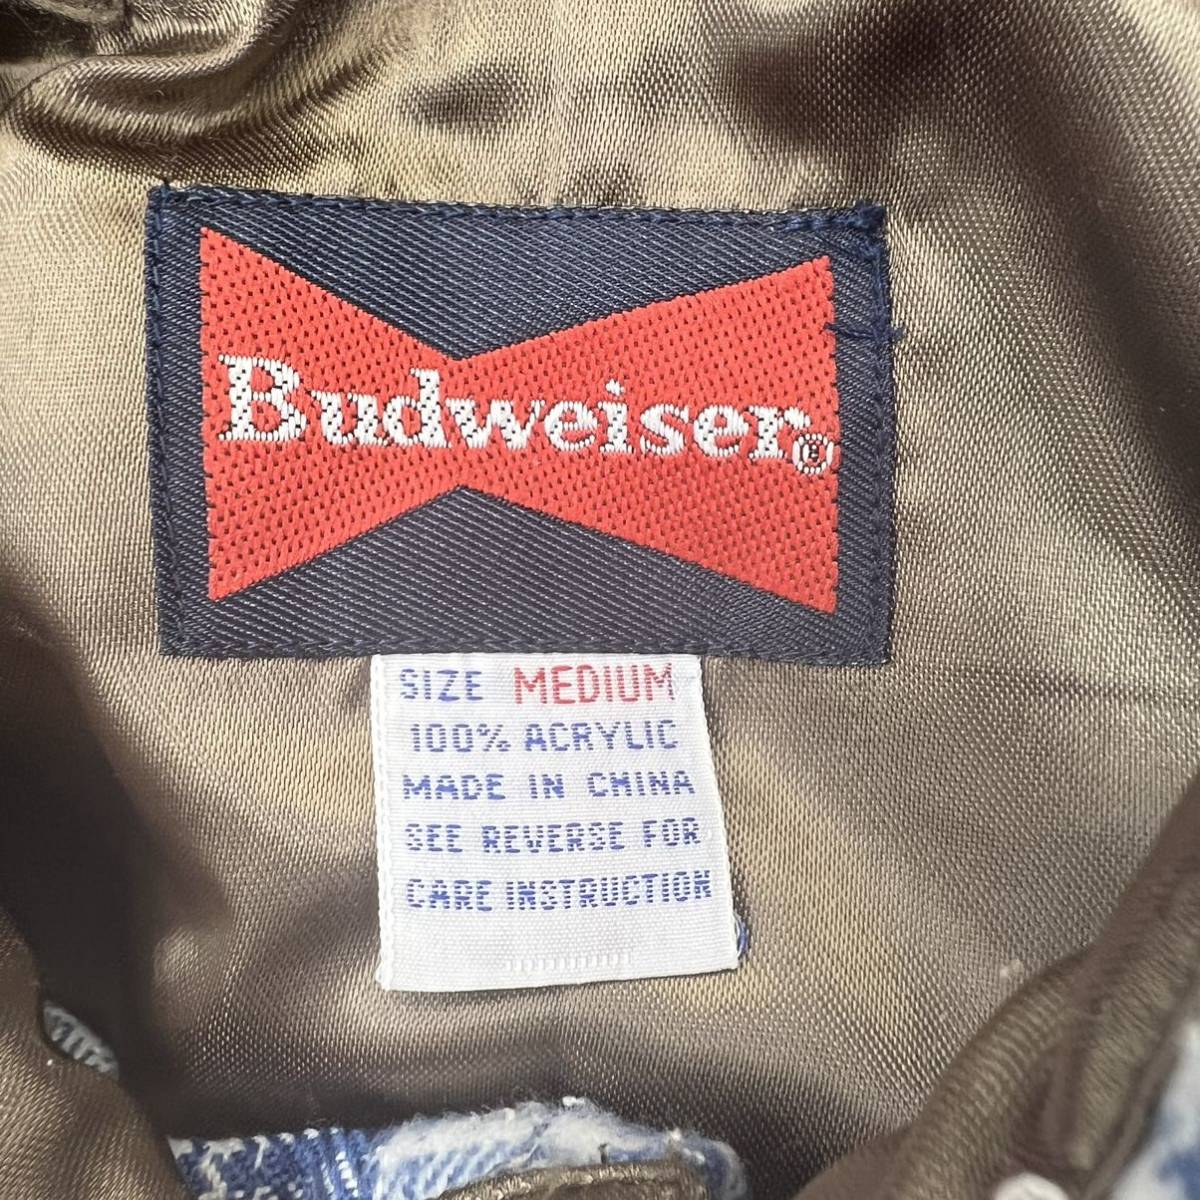 Budweiser®
SIZE MEDIUM
100% ACRYLIC
MADE IN CHINA
SEE REVERSE FOR
CARE INSTRUCTION